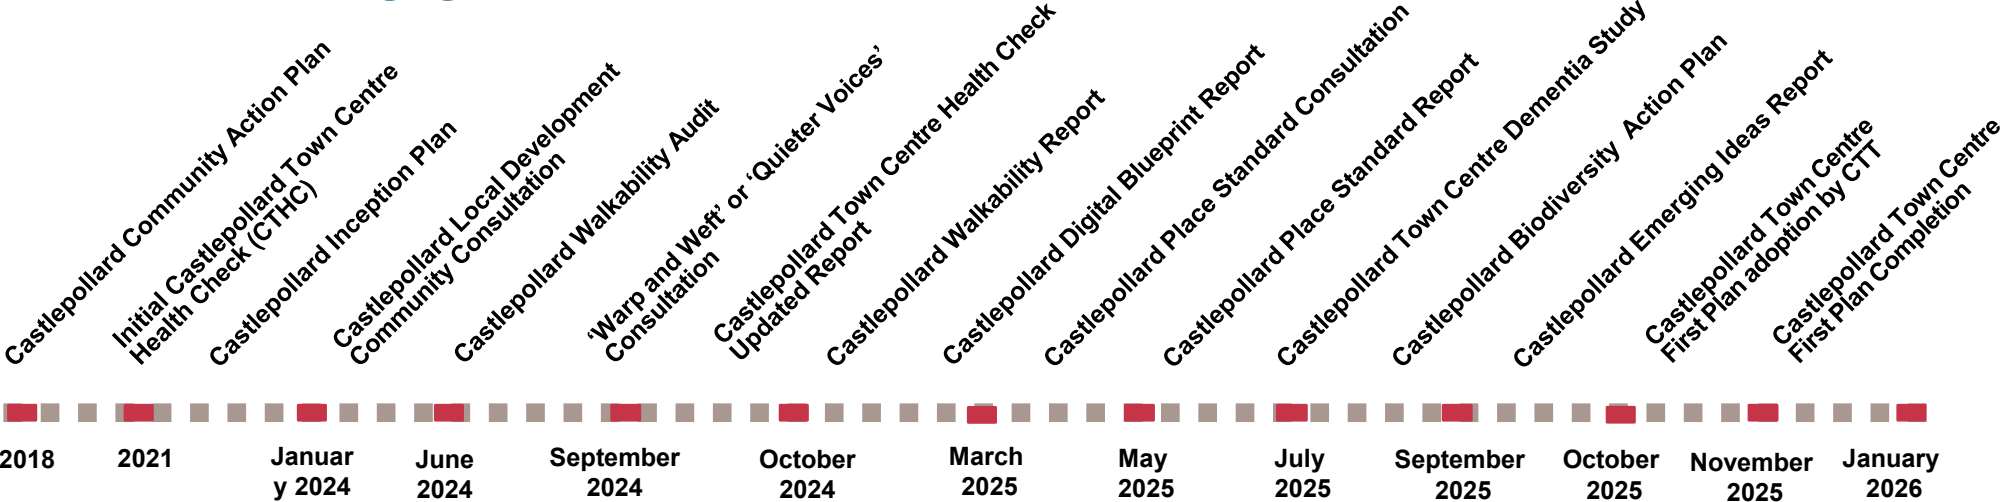 Castlepollard Community Action Plan
Initial Castlepollard Town Centre
Health Check (CTHC)
Castlepollard Inception Plan
Castlepollard Local Development
Community Consultation
Castlepollard Walkability Audit
‘Warp and Weft’ or ‘Quieter Voices’
Consultation
Castlepollard Town Centre Health Check
Updated Report
Castlepollard Walkability Report
Castlepollard Digital Blueprint Report
Castlepollard Place Standard Consultation
Castlepollard Place Standard Report
Castlepollard Town Centre Dementia Study
Castlepollard Biodiversity Action Plan
Castlepollard Emerging Ideas Report
Castlepollard Town Centre
First Plan adoption by CTT
Castlepollard Town Centre
First Plan Completion
2018
2021
Januar
y 2024
June
2024
September
2024
October
2024
March
2025
May
2025
July
2025
September
2025
October
2025
November
2025
January
2026